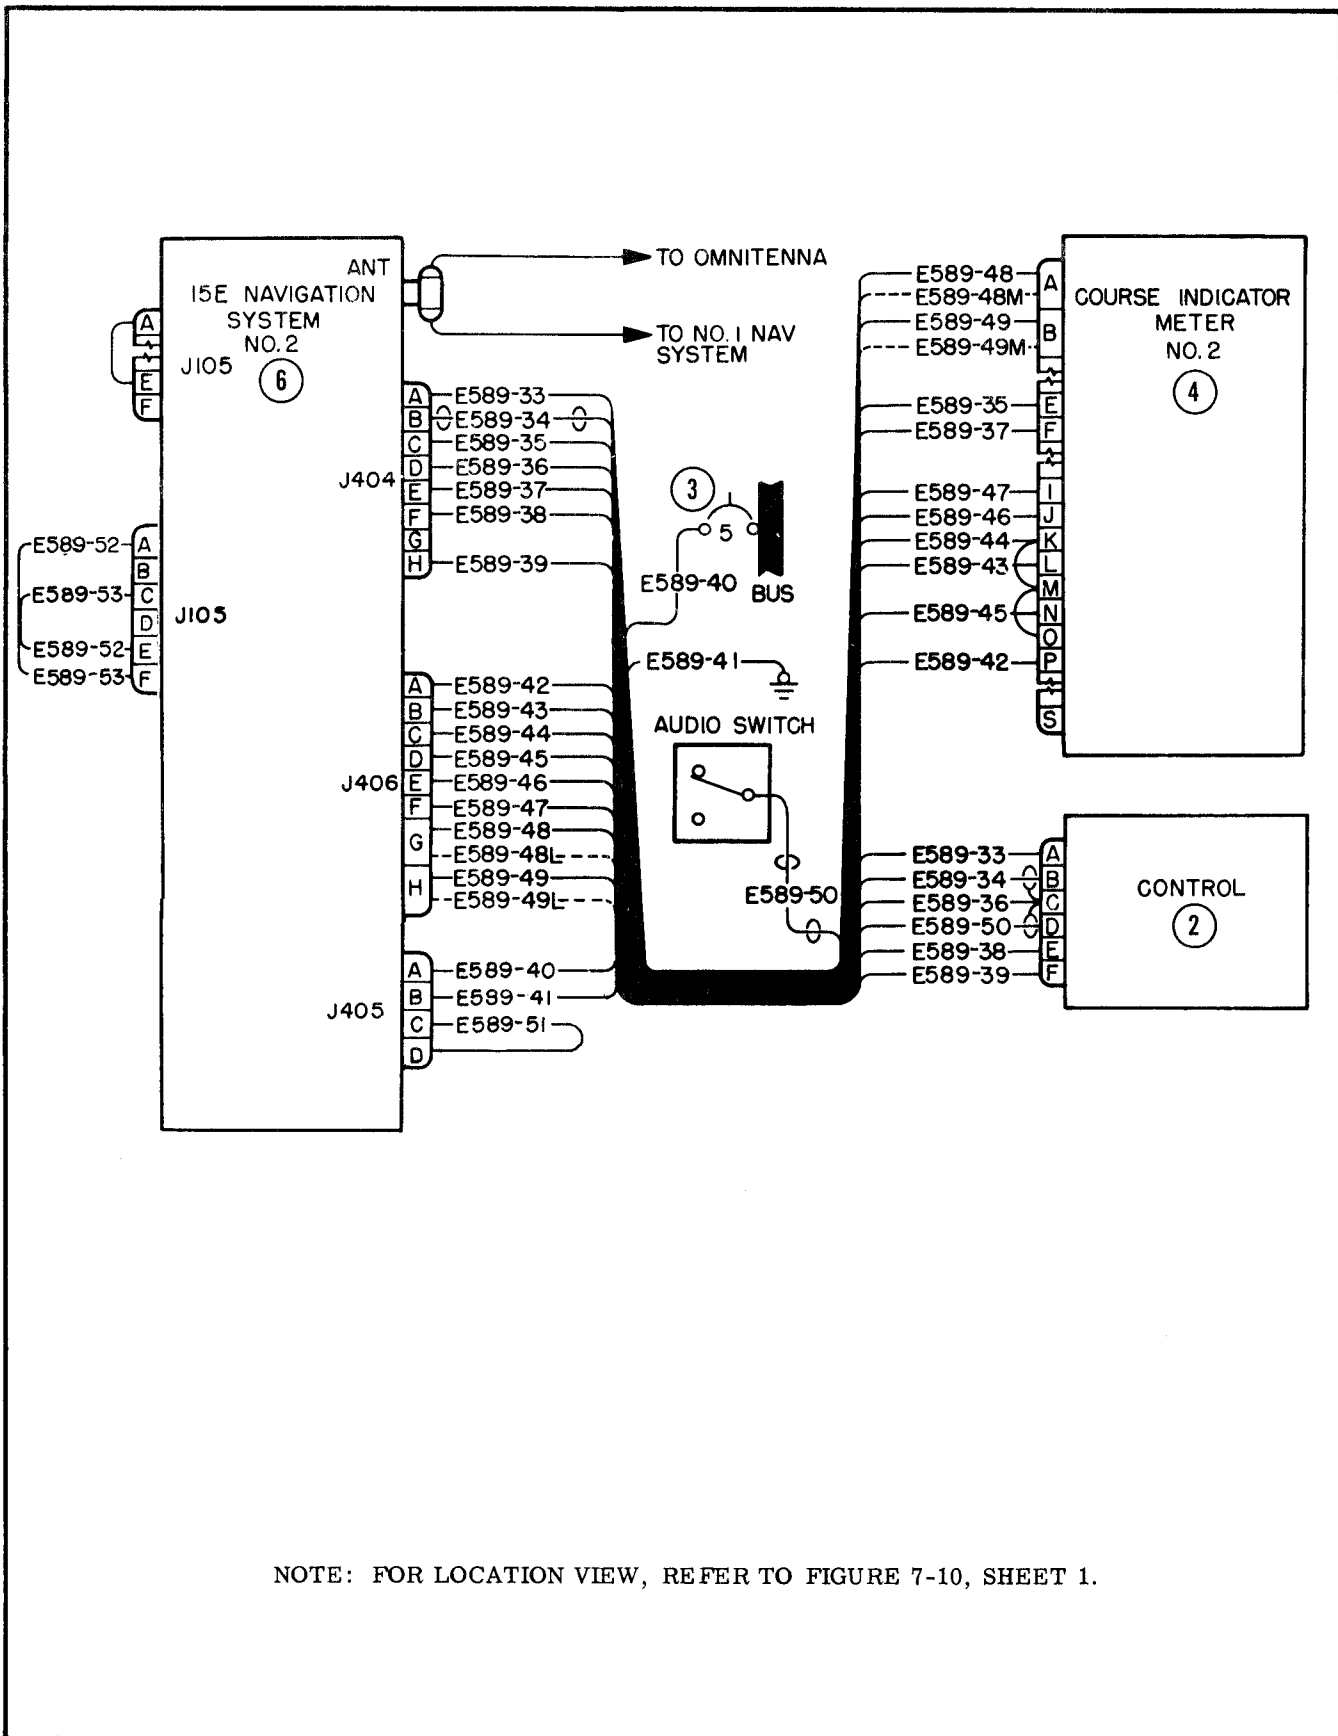 ANT
15E NAVIGATION
SYSTEM
NO. 2
6
A
E
F
J105
TO OMNITENNA
TO NO. 1 NAV
SYSTEM
J404
A E589-33
B E589-34
C E589-35
D E589-36
E E589-37
F E589-38
G
H E589-39
E589-52 A
B
E589-53 C
D
E589-52 E
E589-53 F
J105
J406
A E589-42
B E589-43
C E589-44
D E589-45
E E589-46
F E589-47
G E589-48
E589-48L
H E589-49
E589-49L
J405
A E589-40
B E589-41
C E589-51
D
3
5
E589-40
BUS
E589-41
AUDIO SWITCH
E589-50
E589-48 A
E589-48M
E589-49 B
E589-49M
E589-35 E
E589-37 F
E589-47 I
E589-46 J
E589-44 K
E589-43 L
M
E589-45 N
O
E589-42 P
S
COURSE INDICATOR
METER
NO. 2
4
E589-33 A
E589-34 B
E589-36 C
E589-50 D
E589-38 E
E589-39 F
CONTROL
2
NOTE: FOR LOCATION VIEW, REFER TO FIGURE 7-10, SHEET 1.